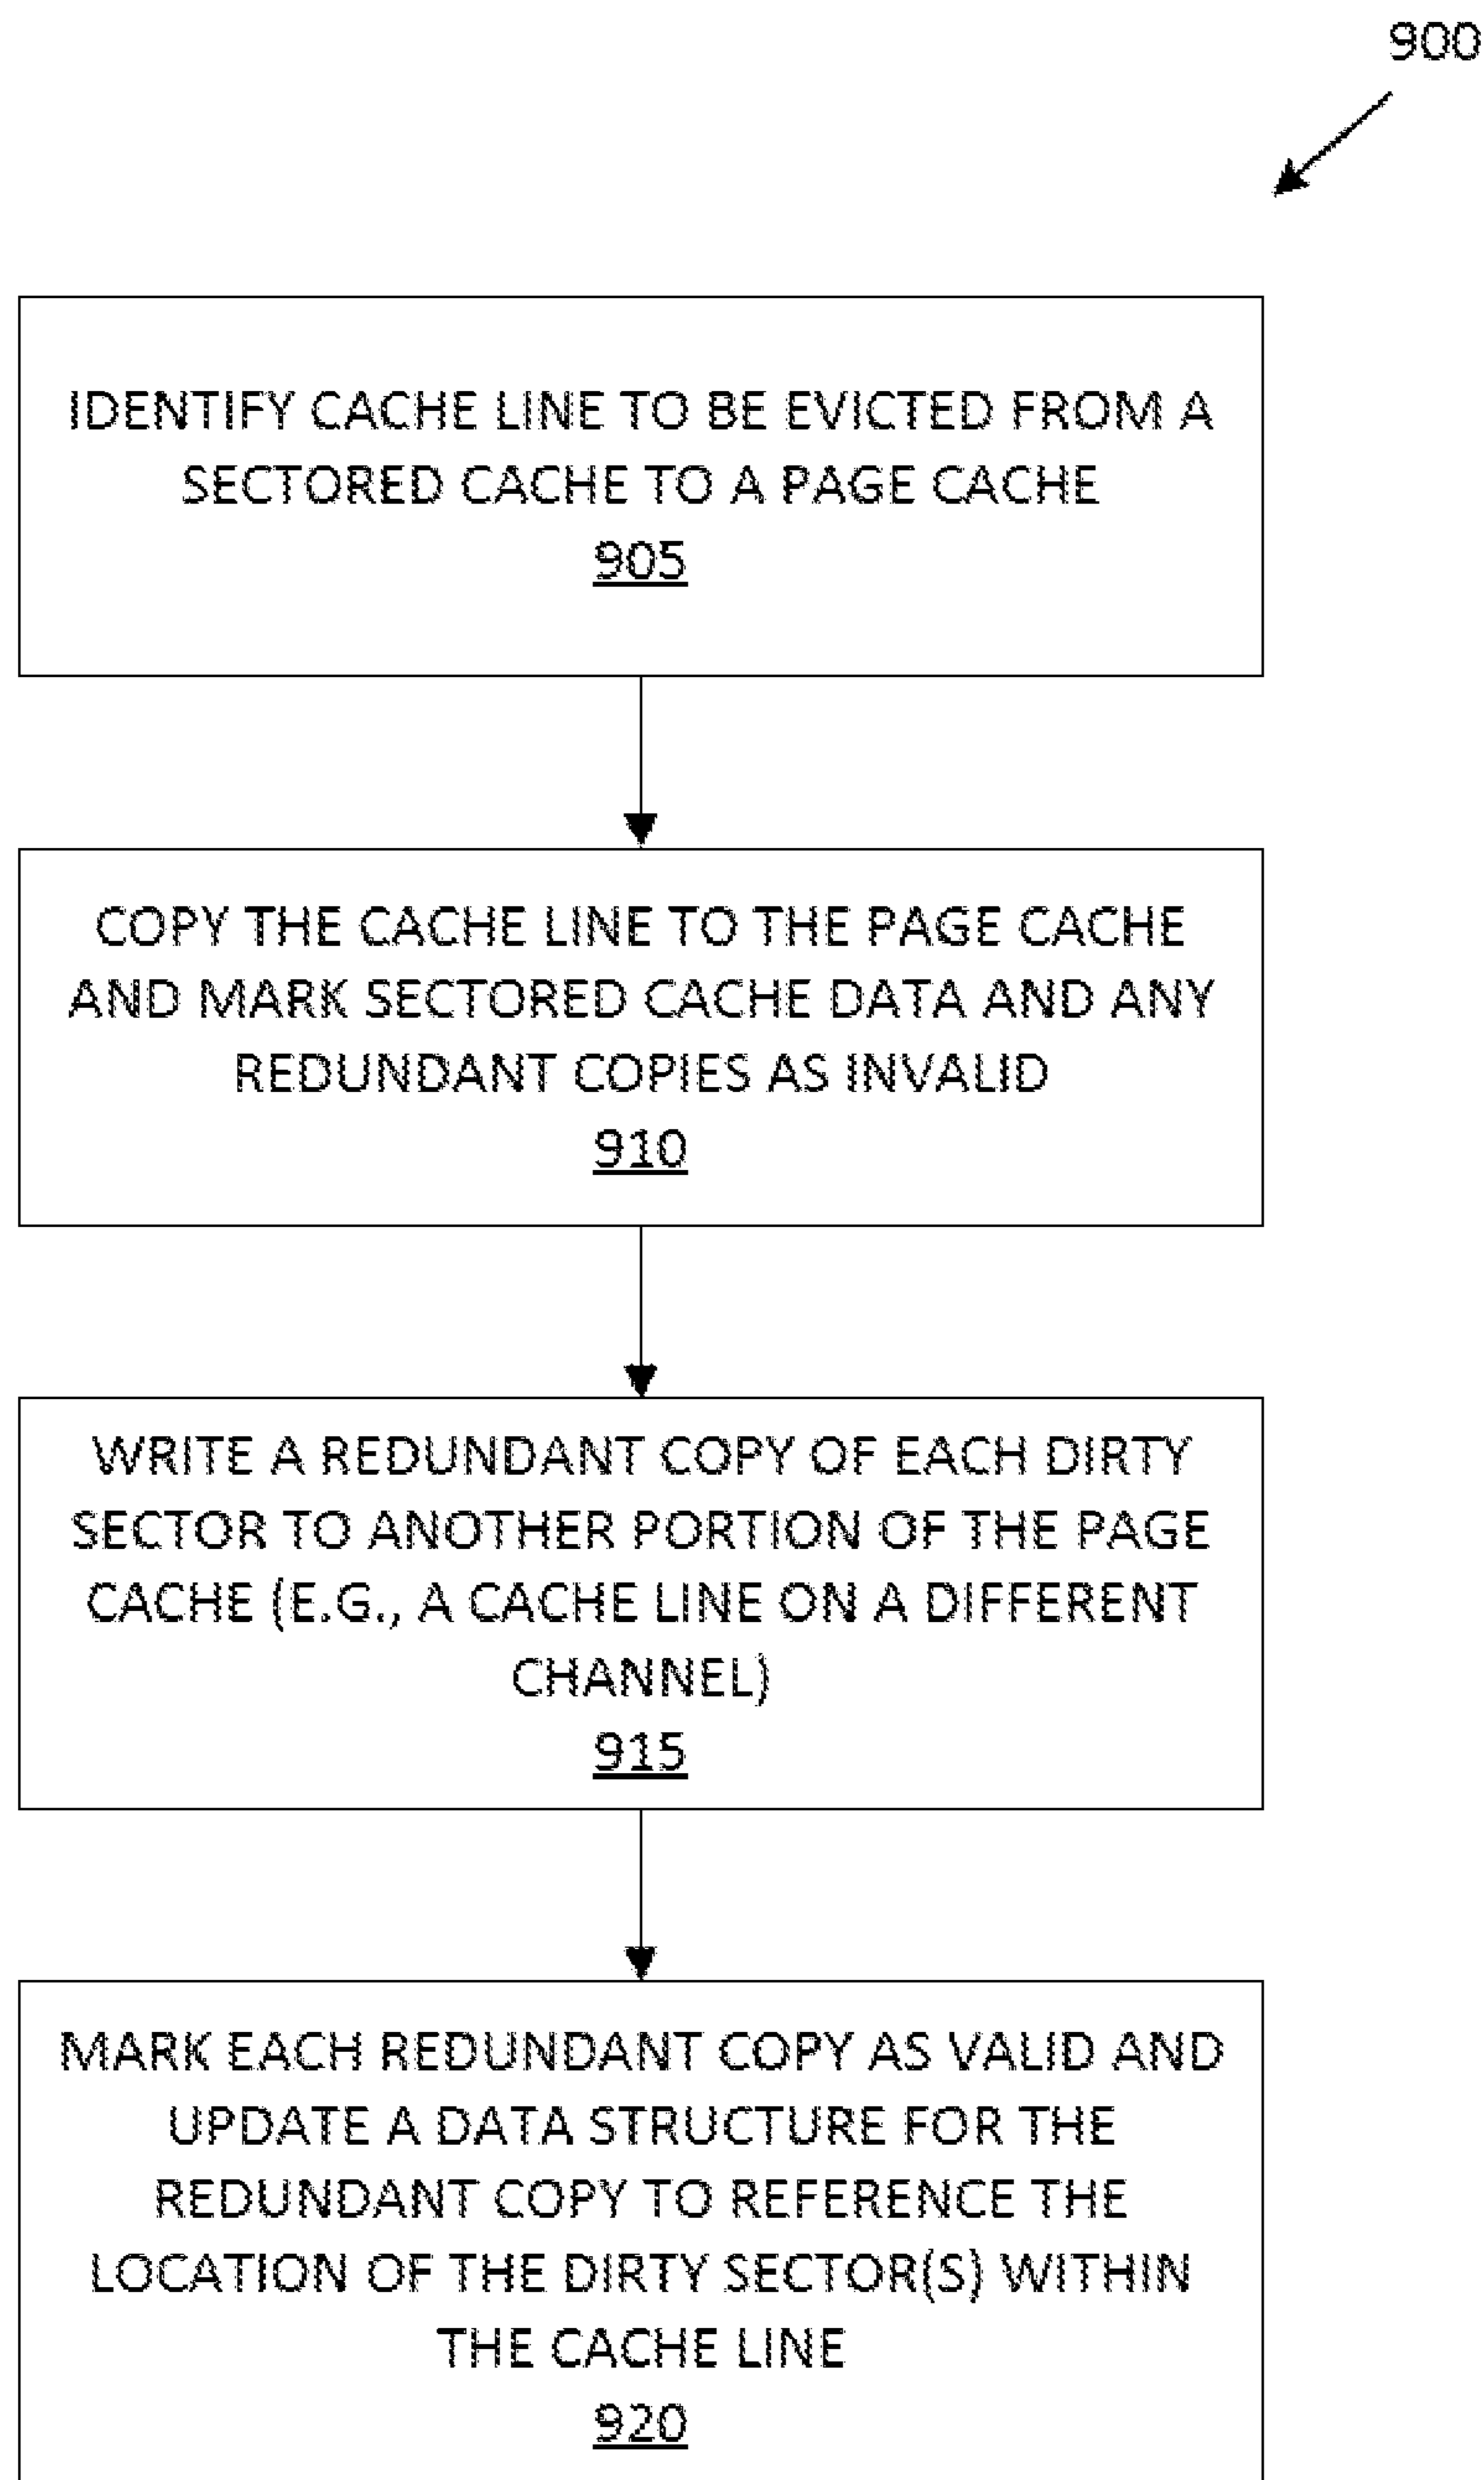 900
IDENTIFY CACHE LINE TO BE EVICTED FROM A
SECTORED CACHE TO A PAGE CACHE
905
COPY THE CACHE LINE TO THE PAGE CACHE
AND MARK SECTORED CACHE DATA AND ANY
REDUNDANT COPIES AS INVALID
910
WRITE A REDUNDANT COPY OF EACH DIRTY
SECTOR TO ANOTHER PORTION OF THE PAGE
CACHE (E.G., A CACHE LINE ON A DIFFERENT
CHANNEL)
915
MARK EACH REDUNDANT COPY AS VALID AND
UPDATE A DATA STRUCTURE FOR THE
REDUNDANT COPY TO REFERENCE THE
LOCATION OF THE DIRTY SECTOR(S) WITHIN
THE CACHE LINE
920